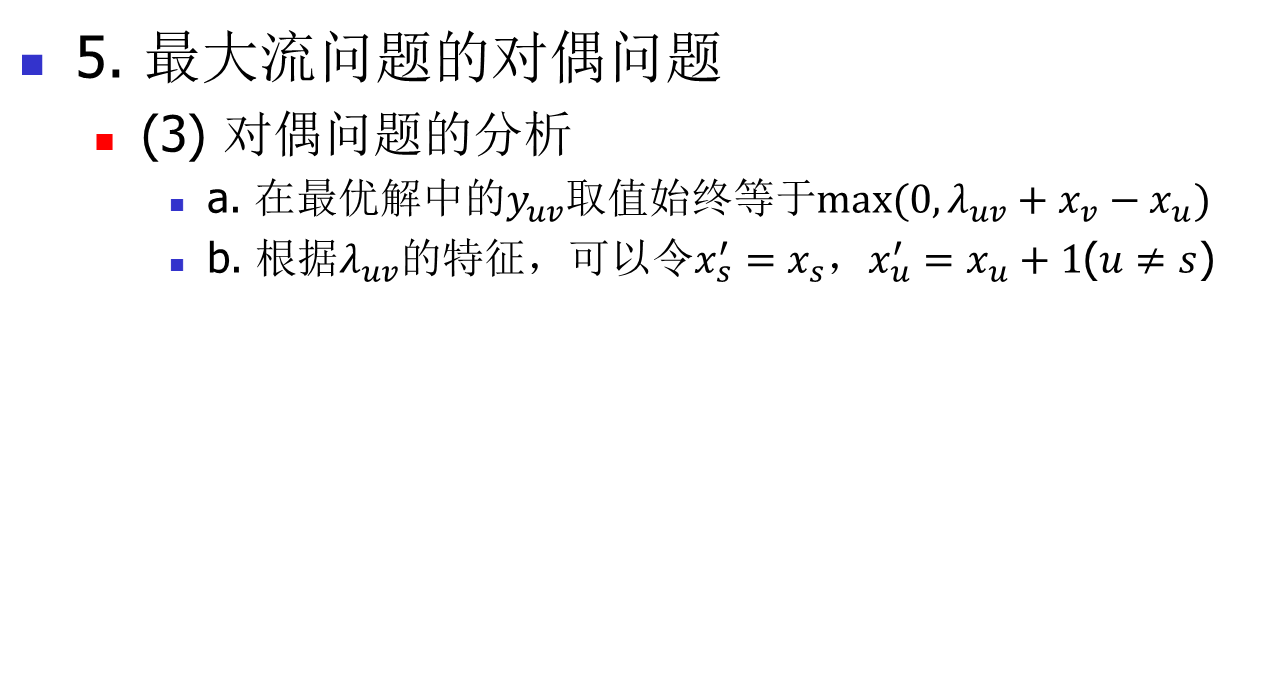 5. 最大流问题的对偶问题
(3) 对偶问题的分析
a. 在最优解中的y_{uv}取值始终等于max(0, λ_{uv} + x_v − x_u)
b. 根据λ_{uv}的特征，可以令x'_s = x_s，x'_u = x_u + 1(u ≠ s)